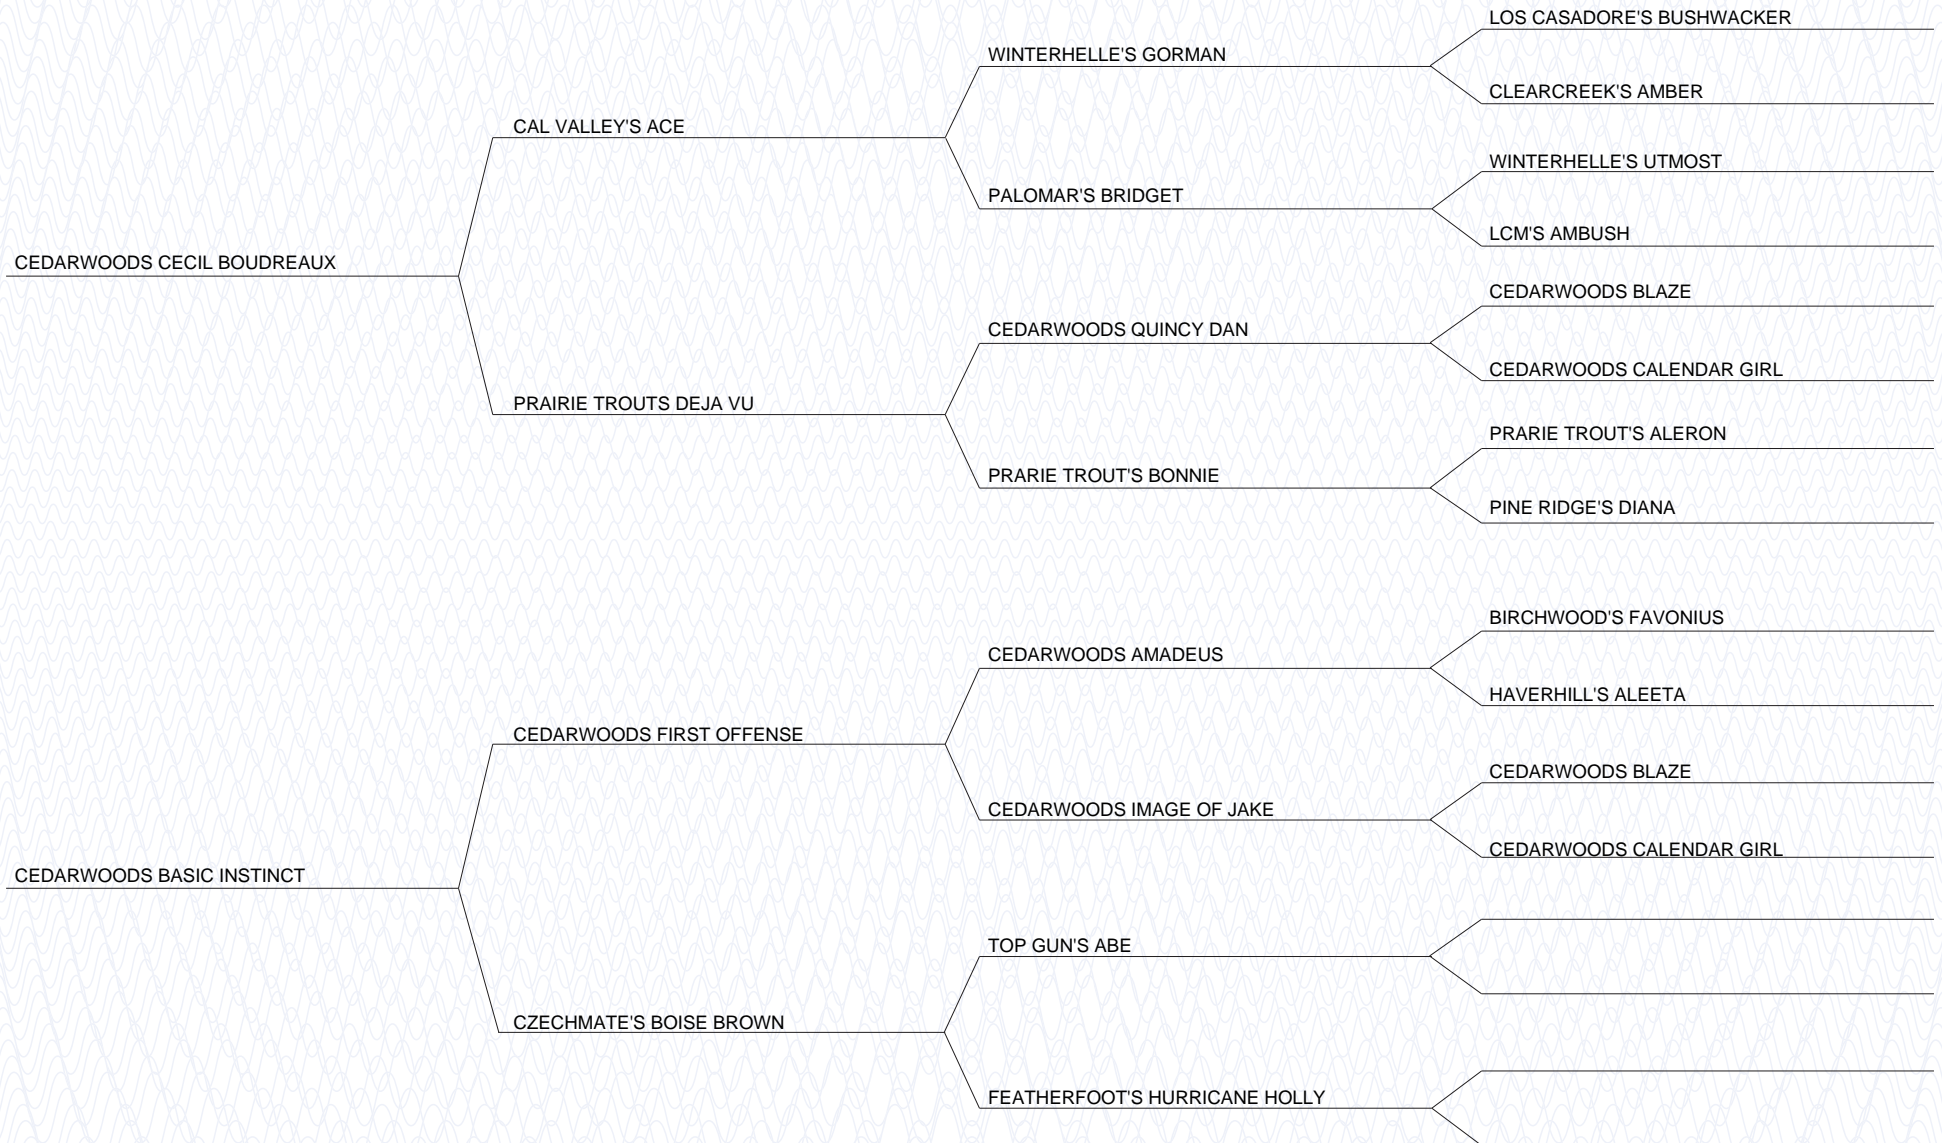 LOS CASADORE'S BUSHWACKER
WINTERHELLE'S GORMAN
CLEARCREEK'S AMBER
CAL VALLEY'S ACE
WINTERHELLE'S UTMOST
PALOMAR'S BRIDGET
LCM'S AMBUSH
CEDARWOODS CECIL BOUDREAUX
CEDARWOODS BLAZE
CEDARWOODS QUINCY DAN
CEDARWOODS CALENDAR GIRL
PRAIRIE TROUTS DEJA VU
PRARIE TROUT'S ALERON
PRARIE TROUT'S BONNIE
PINE RIDGE'S DIANA
BIRCHWOOD'S FAVONIUS
CEDARWOODS AMADEUS
HAVERHILL'S ALEETA
CEDARWOODS FIRST OFFENSE
CEDARWOODS BLAZE
CEDARWOODS IMAGE OF JAKE
CEDARWOODS CALENDAR GIRL
CEDARWOODS BASIC INSTINCT
TOP GUN'S ABE
CZECHMATE'S BOISE BROWN
FEATHERFOOT'S HURRICANE HOLLY